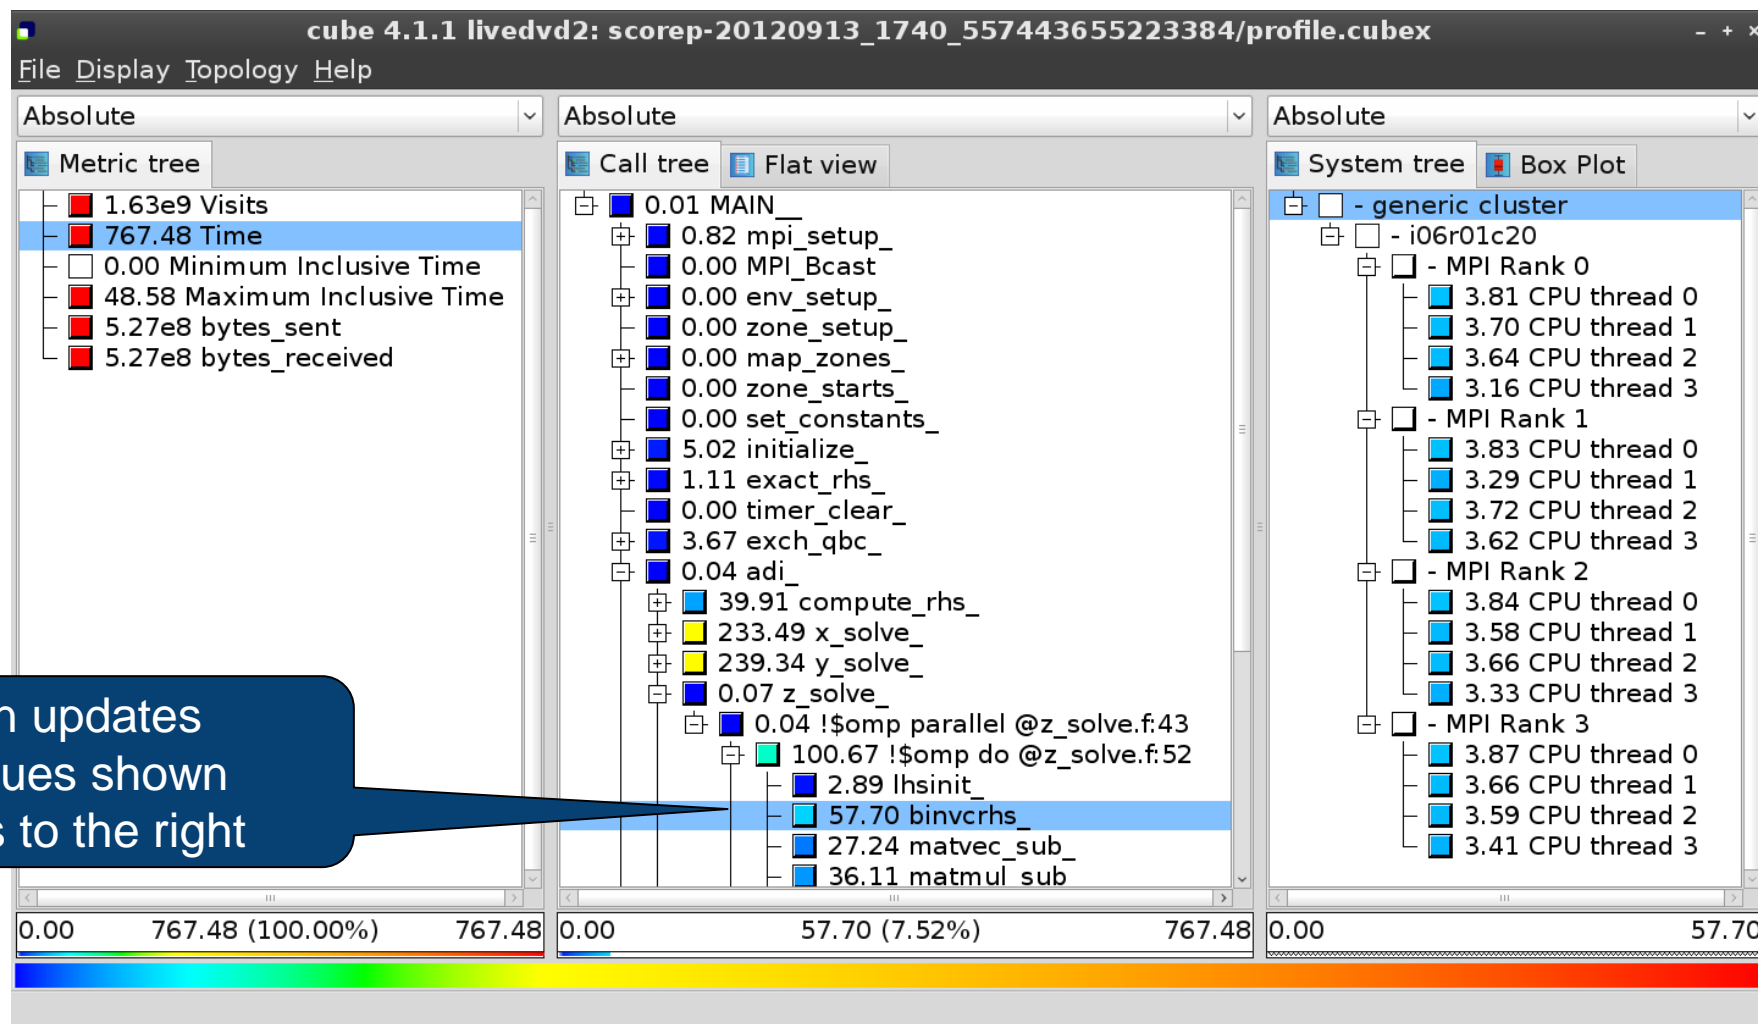 cube 4.1.1 livedvd2: scorep-20120913_1740_557443655223384/profile.cubex
File Display Topology Help
Absolute
Metric tree
1.63e9 Visits
767.48 Time
0.00 Minimum Inclusive Time
48.58 Maximum Inclusive Time
5.27e8 bytes_sent
5.27e8 bytes_received
updates
shown
to the right
0.00 767.48 (100.00%) 767.48
Absolute
Call tree Flat view
0.01 MAIN__
0.82 mpi_setup_
0.00 MPI_Bcast
0.00 env_setup_
0.00 zone_setup_
0.00 map_zones_
0.00 zone_starts_
0.00 set_constants_
5.02 initialize_
1.11 exact_rhs_
0.00 timer_clear_
3.67 exch_qbc_
0.04 adi_
39.91 compute_rhs_
233.49 x_solve_
239.34 y_solve_
0.07 z_solve_
0.04 !$omp parallel @z_solve.f:43
100.67 !$omp do @z_solve.f:52
2.89 lhsinit_
57.70 binvcrhs_
27.24 matvec_sub_
36.11 matmul_sub
0.00 57.70 (7.52%) 767.48
Absolute
System tree Box Plot
- generic cluster
- i06r01c20
- MPI Rank 0
3.81 CPU thread 0
3.70 CPU thread 1
3.64 CPU thread 2
3.16 CPU thread 3
- MPI Rank 1
3.83 CPU thread 0
3.29 CPU thread 1
3.72 CPU thread 2
3.62 CPU thread 3
- MPI Rank 2
3.84 CPU thread 0
3.58 CPU thread 1
3.66 CPU thread 2
3.33 CPU thread 3
- MPI Rank 3
3.87 CPU thread 0
3.66 CPU thread 1
3.59 CPU thread 2
3.41 CPU thread 3
0.00 57.70